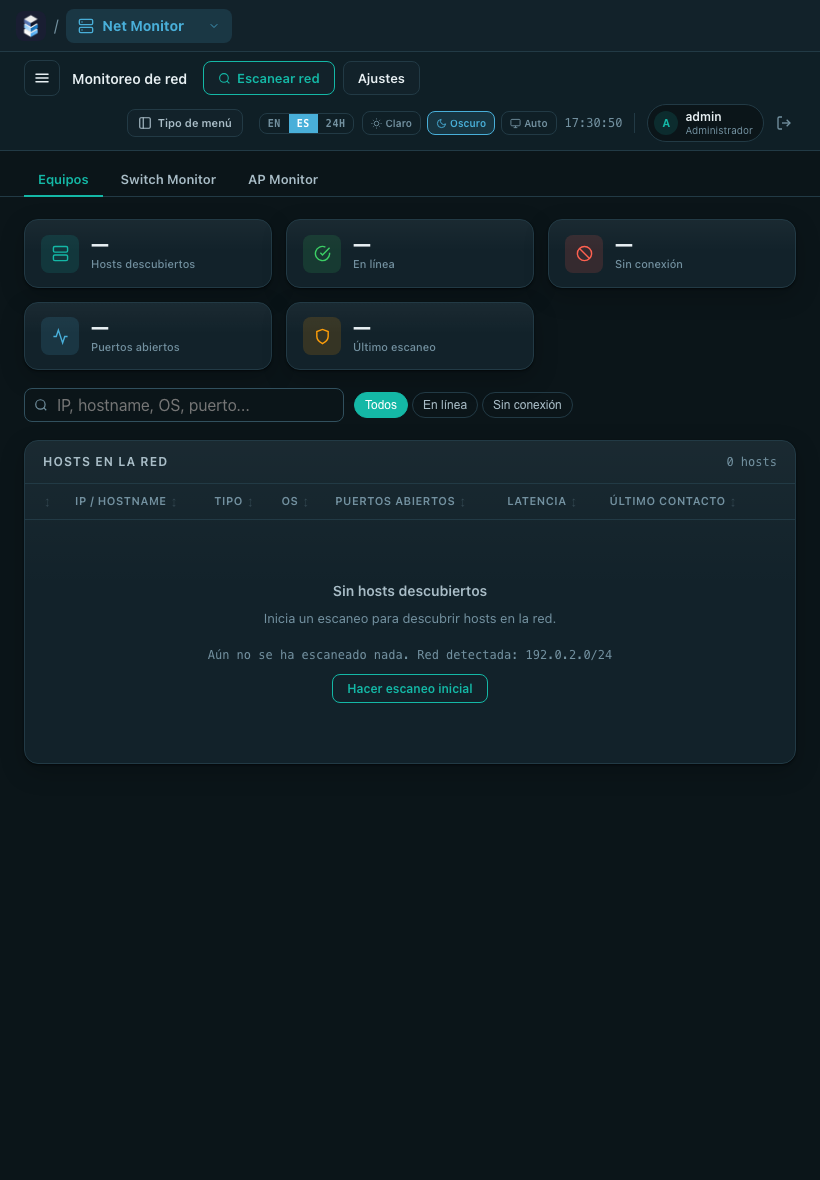 / Net Monitor
Monitoreo de red Escanear red Ajustes
Tipo de menú EN ES 24H Claro Oscuro Auto 17:30:50 A admin
Administrador
Equipos Switch Monitor AP Monitor
— Hosts descubiertos
— En línea
— Sin conexión
— Puertos abiertos
— Último escaneo
IP, hostname, OS, puerto... Todos En línea Sin conexión
HOSTS EN LA RED 0 hosts
IP / HOSTNAME TIPO OS PUERTOS ABIERTOS LATENCIA ÚLTIMO CONTACTO
Sin hosts descubiertos
Inicia un escaneo para descubrir hosts en la red.
Aún no se ha escaneado nada. Red detectada: 192.0.2.0/24
Hacer escaneo inicial